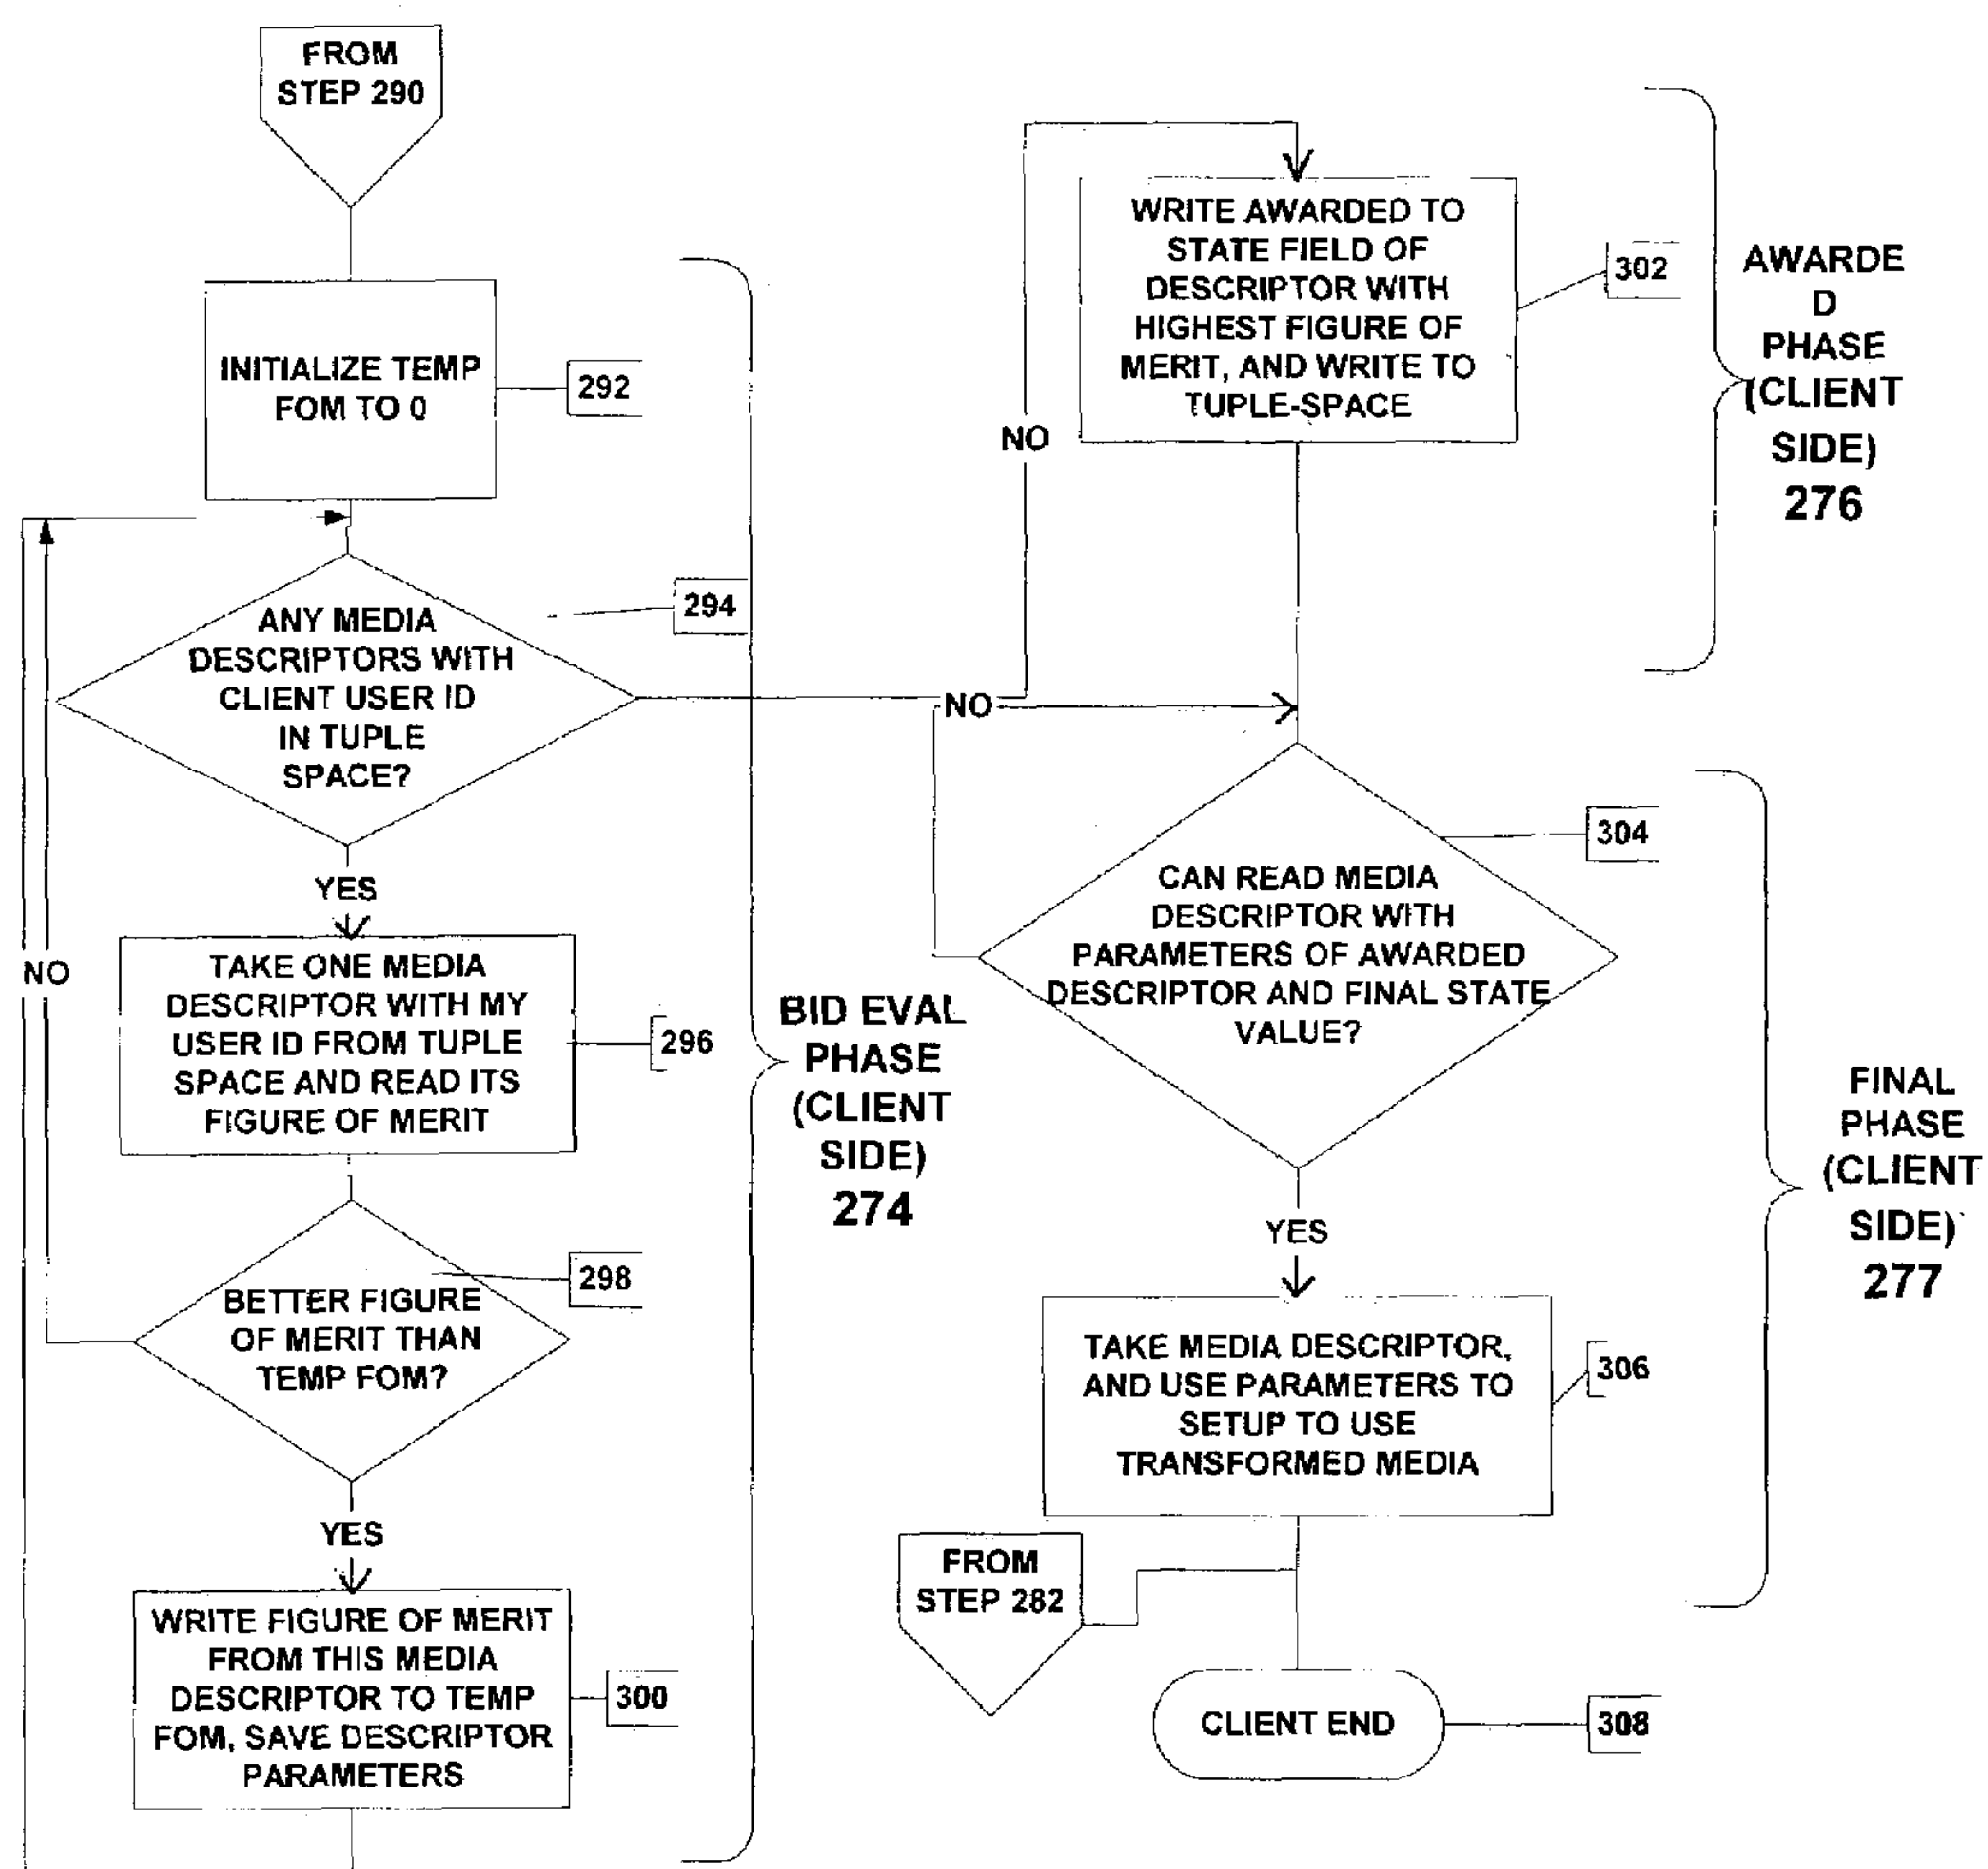 FROM
STEP 290
INITIALIZE TEMP
FOM TO 0
292
ANY MEDIA
DESCRIPTORS WITH
CLIENT USER ID
IN TUPLE
SPACE?
294
YES
NO
TAKE ONE MEDIA
DESCRIPTOR WITH MY
USER ID FROM TUPLE
SPACE AND READ ITS
FIGURE OF MERIT
296
BETTER FIGURE
OF MERIT THAN
TEMP FOM?
298
YES
WRITE FIGURE OF MERIT
FROM THIS MEDIA
DESCRIPTOR TO TEMP
FOM, SAVE DESCRIPTOR
PARAMETERS
300
BID EVAL
PHASE
(CLIENT
SIDE)
274
NO
WRITE AWARDED TO
STATE FIELD OF
DESCRIPTOR WITH
HIGHEST FIGURE OF
MERIT, AND WRITE TO
TUPLE-SPACE
302
AWARDE
D
PHASE
(CLIENT
SIDE)
276
NO
CAN READ MEDIA
DESCRIPTOR WITH
PARAMETERS OF AWARDED
DESCRIPTOR AND FINAL STATE
VALUE?
304
YES
TAKE MEDIA DESCRIPTOR,
AND USE PARAMETERS TO
SETUP TO USE
TRANSFORMED MEDIA
306
FINAL
PHASE
(CLIENT
SIDE)
277
FROM
STEP 282
CLIENT END
308